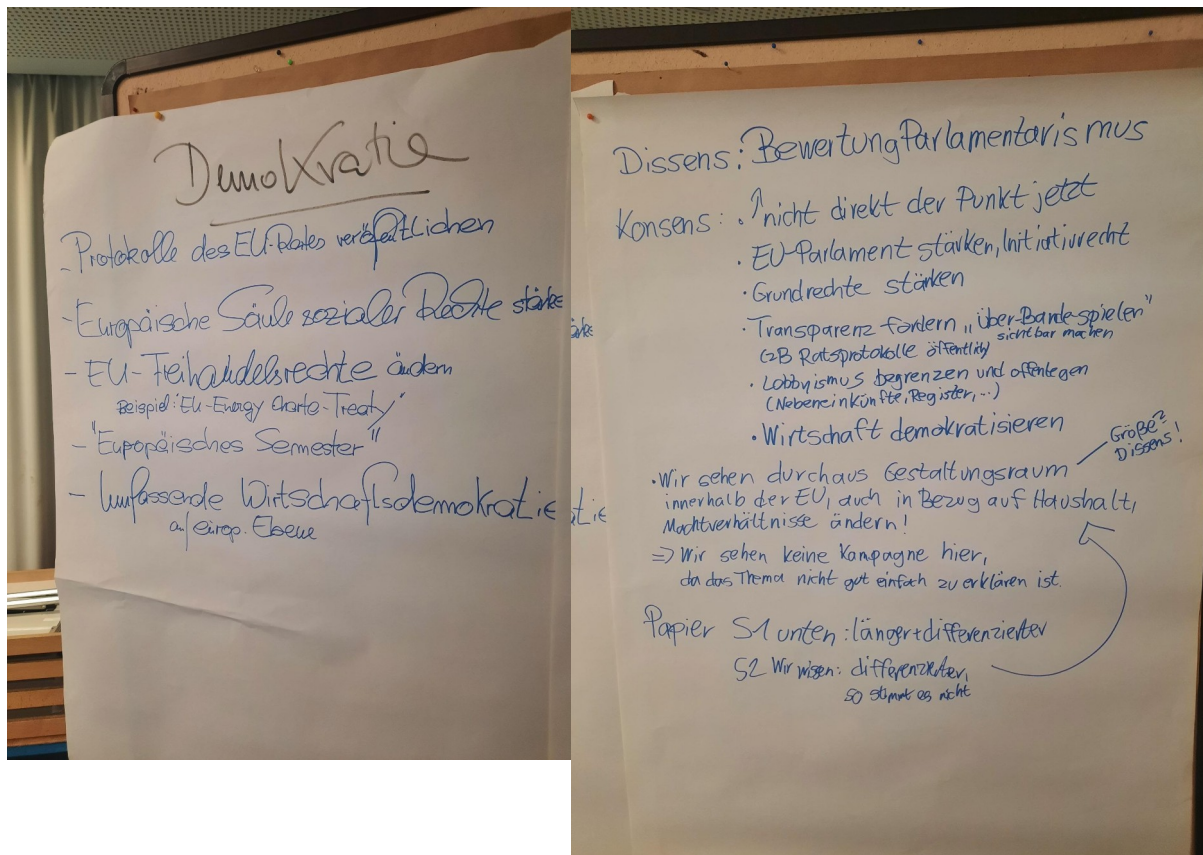 Demokratie
- Protokolle des EU-Rates veröffentlichen
- Europäische Säule sozialer Rechte stärke
- EU-Freihandelsrechte ändern
Beispiel: EU-Energy Charta-Treaty"
- "Europäisches Semester"
- Umfassende Wirtschaftsdemokratie
auf europ. Ebene
Dissens: Bewertung Parlamentarismus
Konsens: . ↑ nicht direkt der Punkt jetzt
· EU-Parlament stärken, Initiativrecht
· Grundrechte stärken
· Transparenz fordern „über-Bande-spielen"
sichtbar machen
(zB Ratsprotokolle öffentlich)
· Lobbyismus begrenzen und offenlegen
(Nebeneinkünfte, Register, ...)
· Wirtschaft demokratisieren
Größe?
Dissens!
· Wir sehen durchaus Gestaltungsraum
innerhalb der EU, auch in Bezug auf Haushalt,
Machtverhältnisse ändern!
=> Wir sehen keine Kampagne hier,
da das Thema nicht gut einfach zu erklären ist.
Papier S1 unten: länger + differenzierter
S2 Wir wissen: differenzierter,
so stimmt es nicht